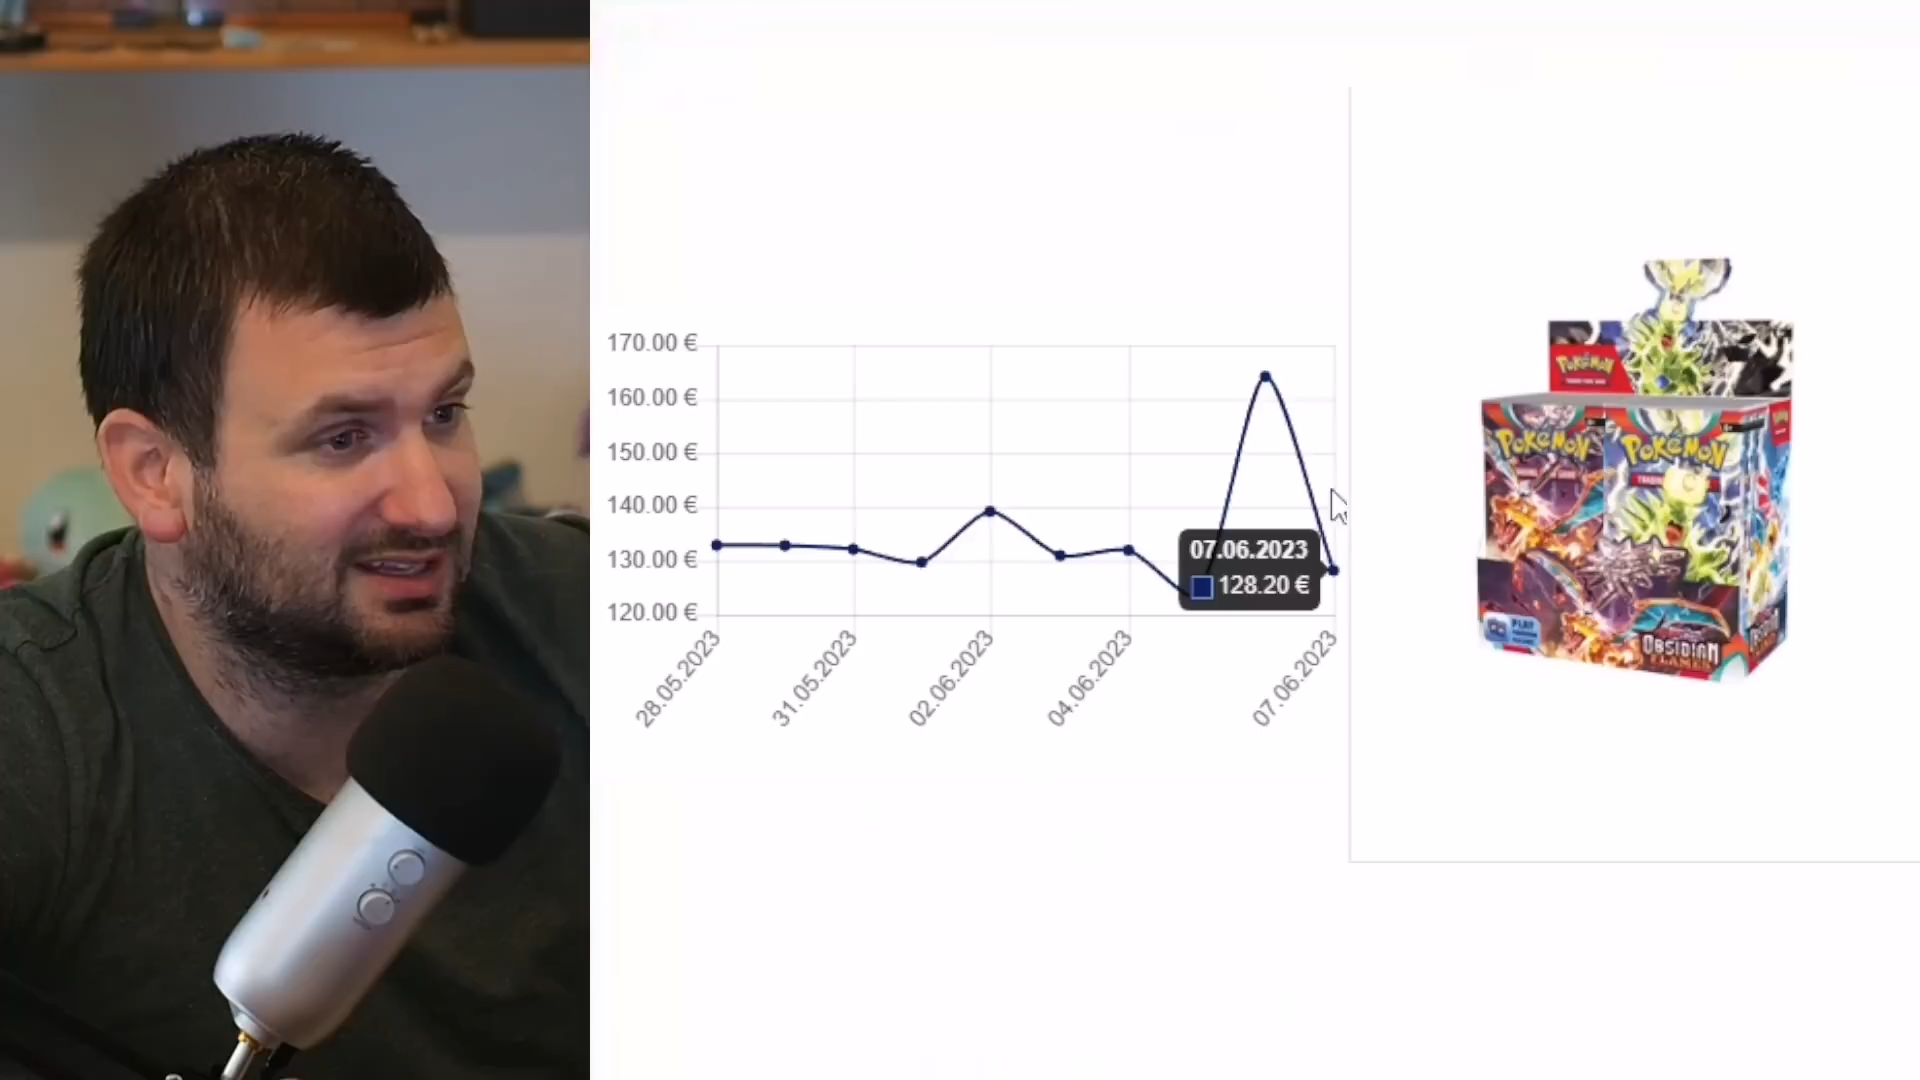 170.00 €
160.00 €
150.00 €
140.00 €
130.00 €
120.00 €
07.06.2023
128.20 €
28.05.2023
31.05.2023
02.06.2023
04.06.2023
07.06.2023
POKÉMON
POKÉMON
POKÉMON
PLAY
OBSIDIAN
FLAMES